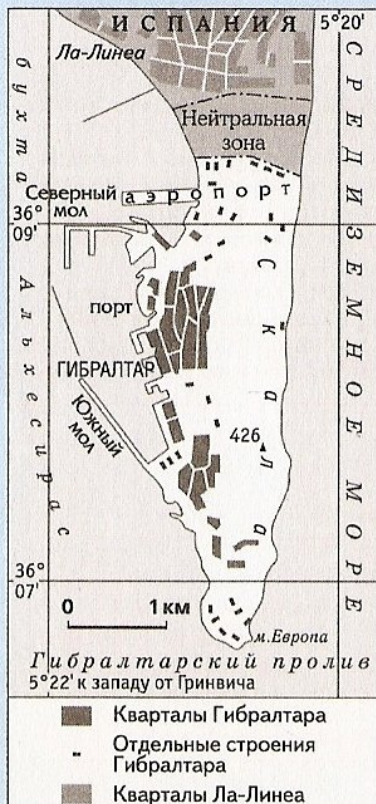 ИСПАНИЯ
5°20'
Ла-Линеа
бухта Альхесирас
СРЕДИЗЕМНОЕ МОРЕ
Нейтральная
зона
аэропорт
Северный
мол
36°
09'
порт
Скала
ГИБРАЛТАР
Южный
мол
426
36°
07'
0 1 км
м. Европа
Гибралтарский пролив
5°22' к западу от Гринвича
Кварталы Гибралтара
Отдельные строения
Гибралтара
Кварталы Ла-Линеа